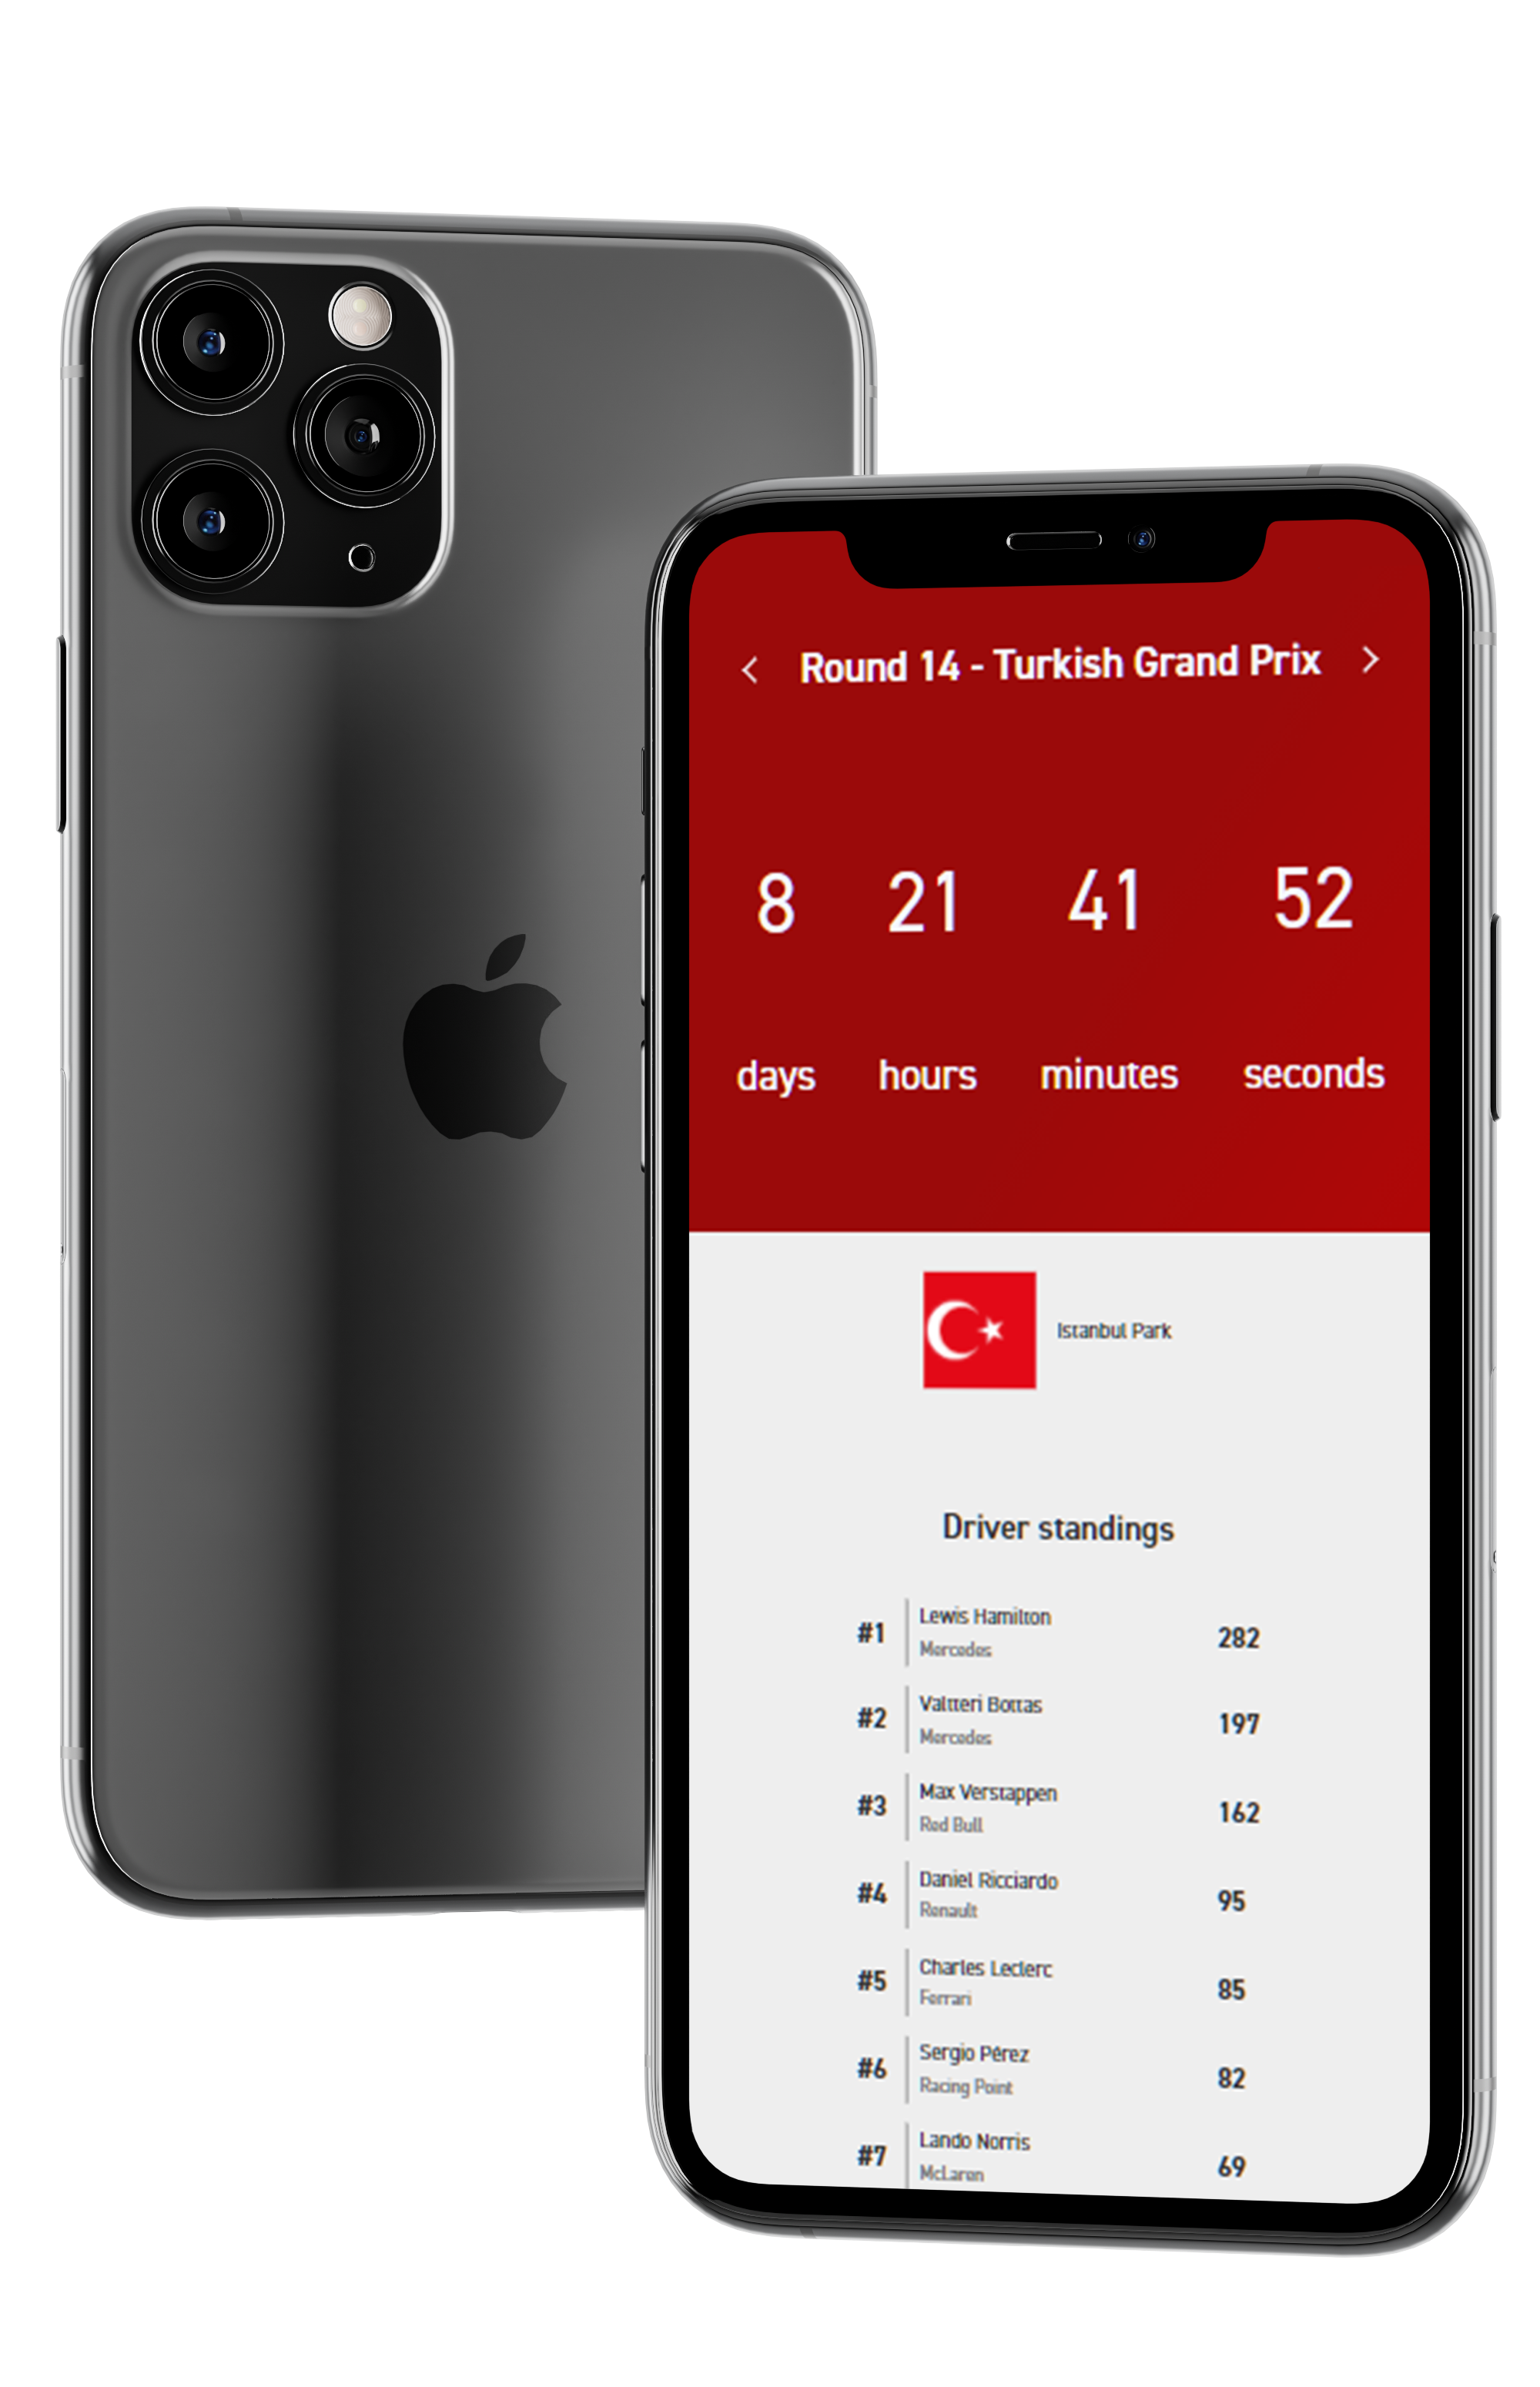 < Round 14 - Turkish Grand Prix >
8 21 41 52
days hours minutes seconds
Istanbul Park
Driver standings
#1 Lewis Hamilton 282
Mercedes
#2 Valtteri Bottas 197
Mercedes
#3 Max Verstappen 162
Red Bull
#4 Daniel Ricciardo 95
Renault
#5 Charles Leclerc 85
Ferrari
#6 Sergio Pérez 82
Racing Point
#7 Lando Norris 69
McLaren